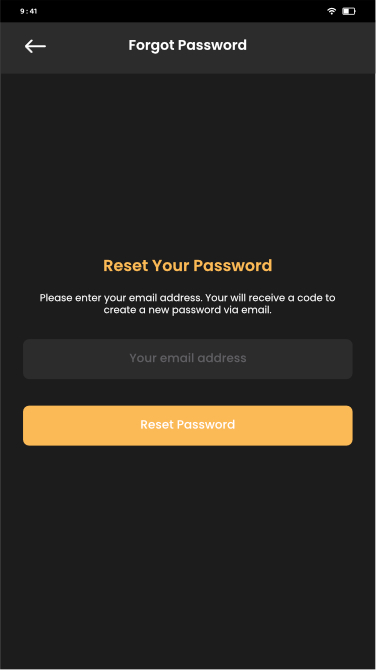 9 : 41
Forgot Password
Reset Your Password
Please enter your email address. Your will receive a code to
create a new password via email.
Your email address
Reset Password